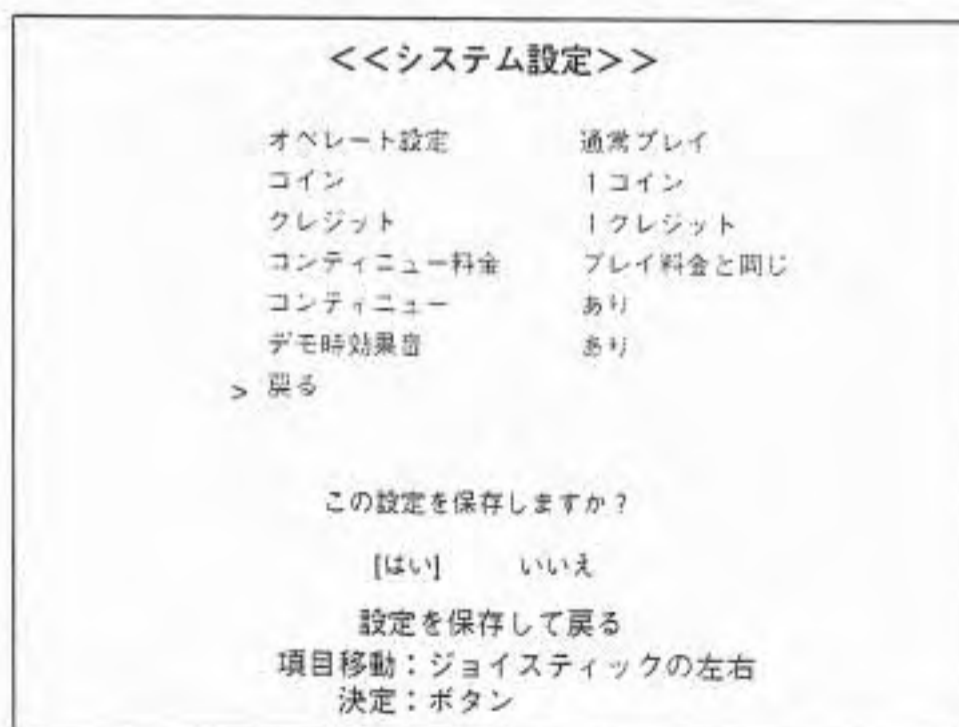 <<システム設定>>
オペレート設定 通常プレイ
コイン 1コイン
クレジット 1クレジット
コンティニュー料金 プレイ料金と同じ
コンティニュー あり
デモ時効果音 あり
> 戻る
この設定を保存しますか?
[はい] いいえ
設定を保存して戻る
項目移動:ジョイスティックの左右
決定:ボタン